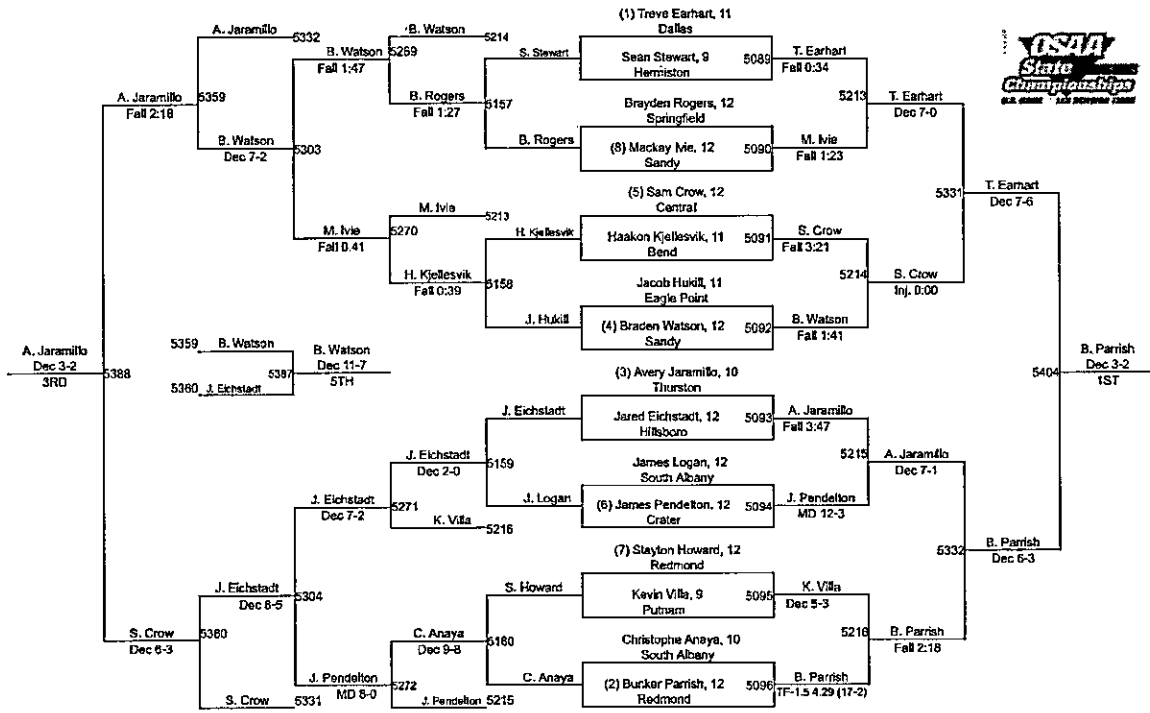 (1) Treve Earhart, 11
Dallas
OSAA
State
Championships
A. Jaramillo
5332
B. Watson
5214
S. Stewart
Sean Stewart, 9
5089
Hermiston
T. Earhart
Fall 0:34
B. Watson
5269
Fall 1:47
A. Jaramillo
5359
Fall 2:18
B. Rogers
5157
Fall 1:27
Brayden Rogers, 12
Springfield
5213
T. Earhart
Dec 7-0
B. Watson
5303
Dec 7-2
B. Rogers
(8) Mackay Ivie, 12
5090
Sandy
M. Ivie
Fall 1:23
(5) Sam Crow, 12
Central
5331
T. Earhart
Dec 7-6
M. Ivie
5213
M. Ivie
5270
Fall 0:41
H. Kjellesvik
Haakon Kjellesvik, 11
5091
Bend
S. Crow
Fall 3:21
H. Kjellesvik
5158
Fall 0:39
Jacob Hukill, 11
Eagle Point
5214
S. Crow
Inj. 0:00
J. Hukill
(4) Braden Watson, 12
5092
Sandy
B. Watson
Fall 1:41
A. Jaramillo
Dec 3-2
3RD
5388
5359
B. Watson
5387
5360
J. Eichstadt
B. Watson
Dec 11-7
5TH
(3) Avery Jaramillo, 10
Thurston
5404
B. Parrish
Dec 3-2
1ST
J. Eichstadt
Jared Eichstadt, 12
5093
Hillsboro
A. Jaramillo
Fall 3:47
J. Eichstadt
5159
Dec 2-0
James Logan, 12
South Albany
5215
A. Jaramillo
Dec 7-1
J. Eichstadt
5271
Dec 7-2
J. Logan
(6) James Pendelton, 12
5094
Crater
J. Pendelton
MD 12-3
K. Villa
5216
(7) Stayton Howard, 12
Redmond
5332
B. Parrish
Dec 6-3
J. Eichstadt
5304
Dec 8-5
S. Howard
Kevin Villa, 9
5095
Putnam
K. Villa
Dec 5-3
S. Crow
5360
Dec 6-3
C. Anaya
5160
Dec 9-8
Christophe Anaya, 10
South Albany
5216
B. Parrish
Fall 2:18
J. Pendelton
5272
MD 8-0
C. Anaya
(2) Bunker Parrish, 12
5096
Redmond
B. Parrish
TF-1.5 4:29 (17-2)
S. Crow
5331
J. Pendelton
5215